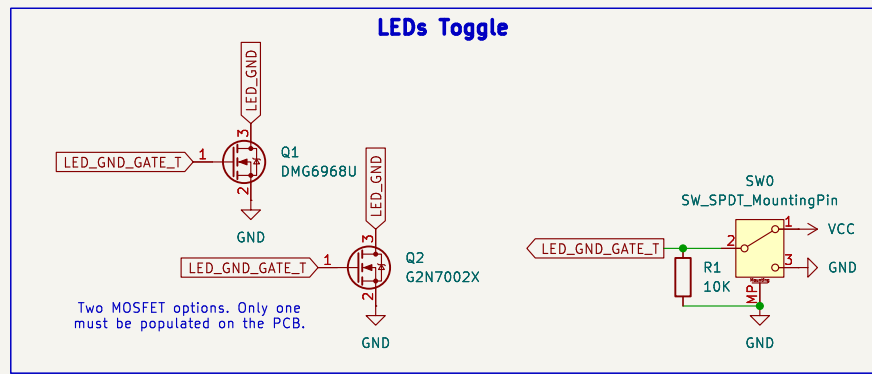 LEDs Toggle
LED_GND
3
LED_GND_GATE_T
1
Q1
DMG6968U
2
GND
LED_GND
3
LED_GND_GATE_T
1
Q2
G2N7002X
2
GND
Two MOSFET options. Only one
must be populated on the PCB.
SW0
SW_SPDT_MountingPin
1
VCC
LED_GND_GATE_T
2
3
GND
R1
10K
Mounting
MP
GND